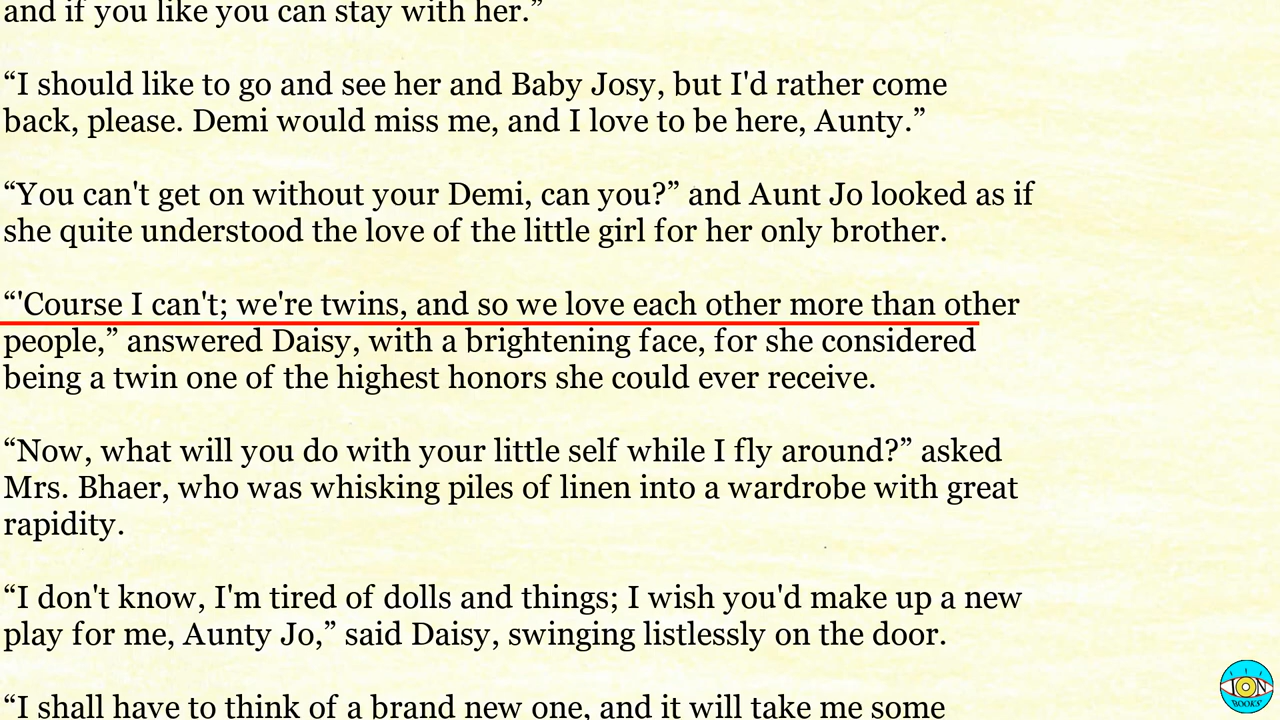 and if you like you can stay with her.”
“I should like to go and see her and Baby Josy, but I'd rather come
back, please. Demi would miss me, and I love to be here, Aunty.”
“You can't get on without your Demi, can you?” and Aunt Jo looked as if
she quite understood the love of the little girl for her only brother.
“'Course I can't; we're twins, and so we love each other more than other
people,” answered Daisy, with a brightening face, for she considered
being a twin one of the highest honors she could ever receive.
“Now, what will you do with your little self while I fly around?” asked
Mrs. Bhaer, who was whisking piles of linen into a wardrobe with great
rapidity.
“I don't know, I'm tired of dolls and things; I wish you'd make up a new
play for me, Aunty Jo,” said Daisy, swinging listlessly on the door.
“I shall have to think of a brand new one, and it will take me some
I
ION
BOOKS